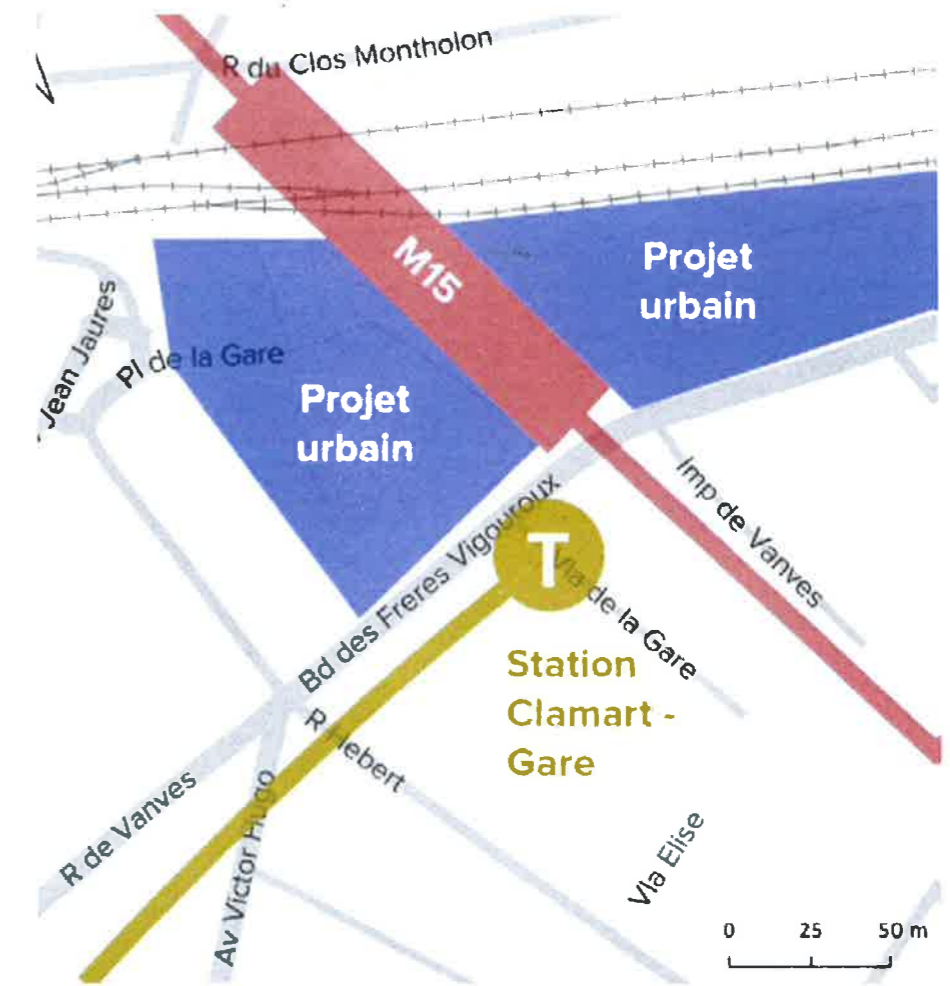 R du Clos Montholon
M15
Projet
urbain
Jean Jaures
Pl de la Gare
Projet
urbain
Imp de Vanves
Bd des Freres Vigouroux
T
Vla de la Gare
Station
Clamart -
Gare
R Hebert
R de Vanves
Av Victor Hugo
Vla Elise
0 25 50 m